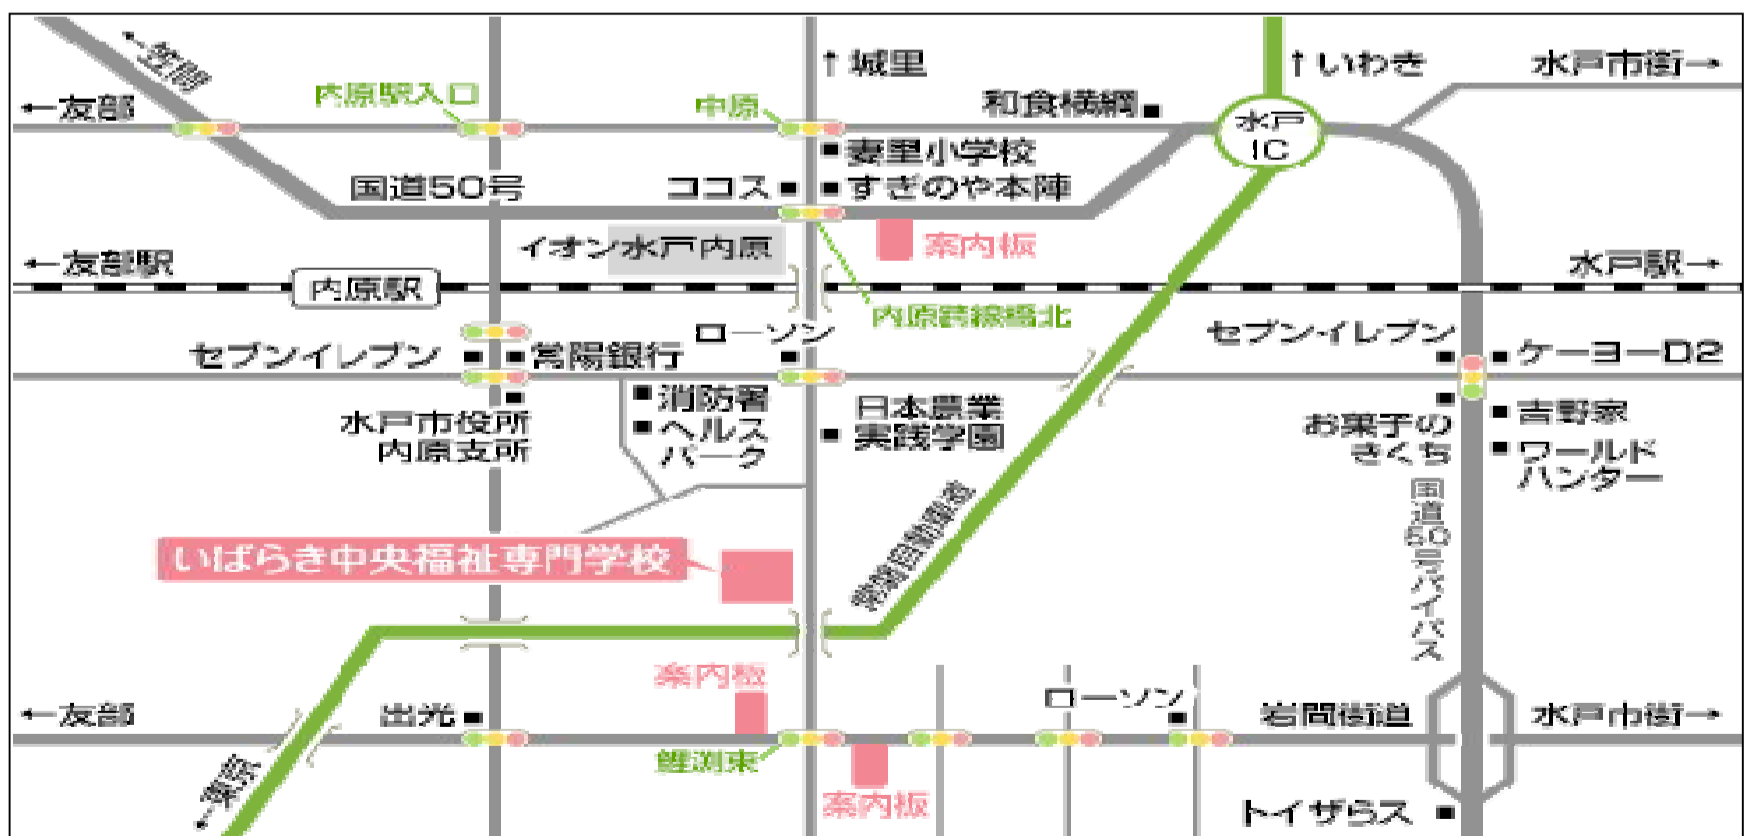 ←笠間
↑城里
↑いわき
水戸市街→
←友部
内原駅入口
中原
和食横綱
水戸
IC
妻里小学校
国道50号
ココス
すぎのや本陣
イオン水戸内原
案内板
←友部駅
水戸駅→
内原駅
内原跨線橋北
ローソン
セブンイレブン
セブンイレブン
常陽銀行
ケーヨーD2
消防署
水戸市役所
内原支所
ヘルス
パーク
日本農業
実践学園
お菓子の
きくち
吉野家
ワールド
ハンター
国道50号バイパス
常磐自動車道
いばらき中央福祉専門学校
案内板
←友部
出光
ローソン
岩間街道
水戸市街→
鯉渕東
←東京
案内板
トイザらス